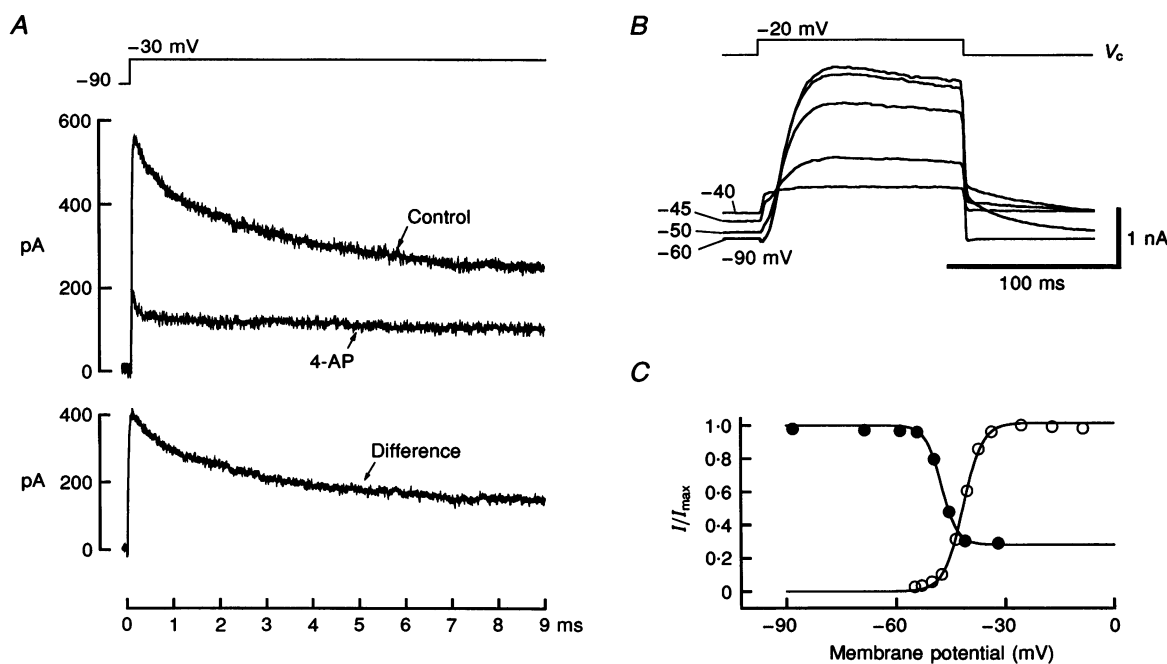 A
−30 mV
−90
600
400
pA
200
0
Control
4-AP
400
pA
200
0
Difference
0 1 2 3 4 5 6 7 8 9 ms
B
−20 mV
Vc
−40
−45
−50
−60
−90 mV
1 nA
100 ms
C
1·0
0·8
0·6
0·4
0·2
0
I/Imax
−90 −60 −30 0
Membrane potential (mV)